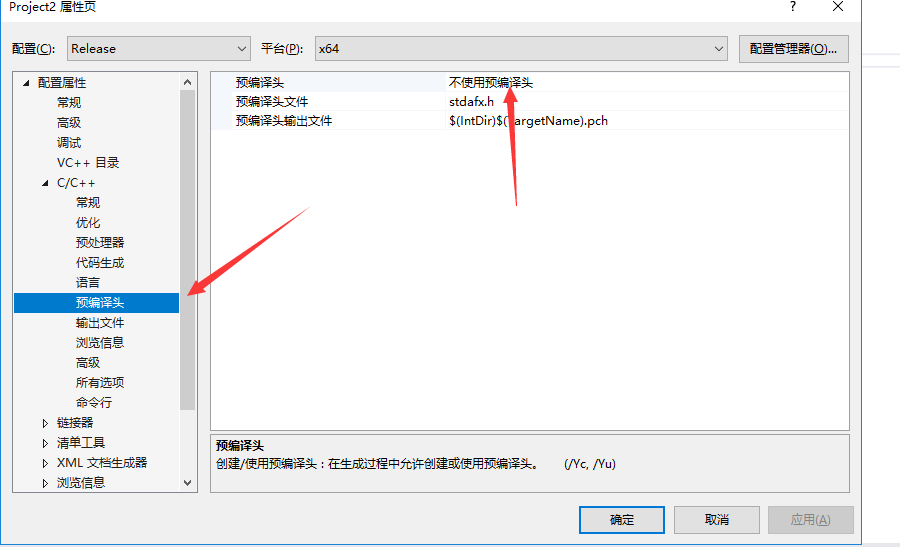 Project2 属性页
?
配置(C):
Release
平台(P):
x64
配置管理器(O)...
配置属性
常规
高级
调试
VC++ 目录
C/C++
常规
优化
预处理器
代码生成
语言
预编译头
输出文件
浏览信息
高级
所有选项
命令行
链接器
清单工具
XML 文档生成器
浏览信息
预编译头 不使用预编译头
预编译头文件 stdafx.h
预编译头输出文件 $(IntDir)$(TargetName).pch
预编译头
创建/使用预编译头:在生成过程中允许创建或使用预编译头。 (/Yc, /Yu)
确定
取消
应用(A)